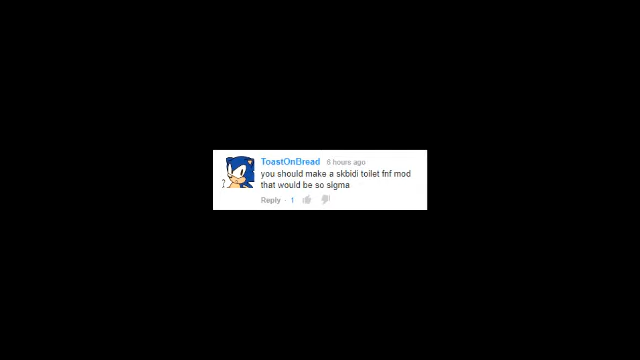 ToastOnBread 6 hours ago
you should make a skbidi toilet fnf mod
that would be so sigma
Reply · 1